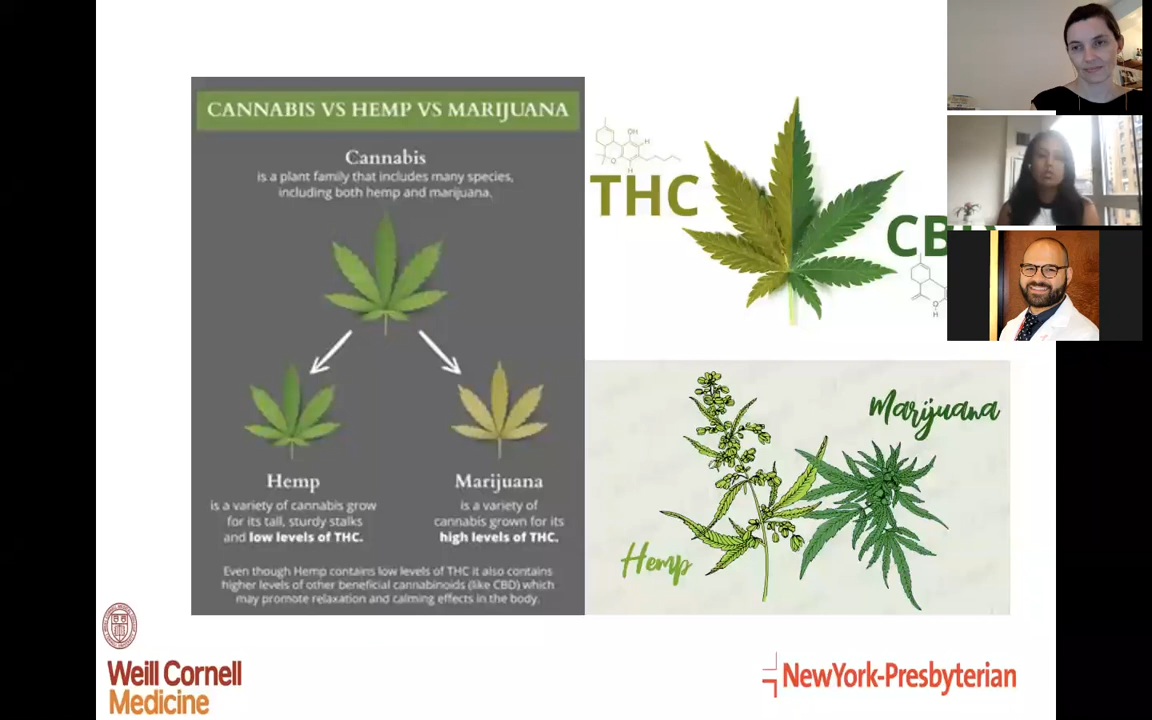 CANNABIS VS HEMP VS MARIJUANA
Cannabis
is a plant family that includes many species,
including both hemp and marijuana.
Hemp
is a variety of cannabis grow
for its tall, sturdy stalks
and low levels of THC.
Marijuana
is a variety of
cannabis grown for its
high levels of THC.
Even though Hemp contains low levels of THC it also contains
higher levels of other beneficial cannabinoids (like CBD) which
may promote relaxation and calming effects in the body.
OH
H
O
H
THC
CB
O
H
Marijuana
Hemp
Weill Cornell
Medicine
NewYork-Presbyterian